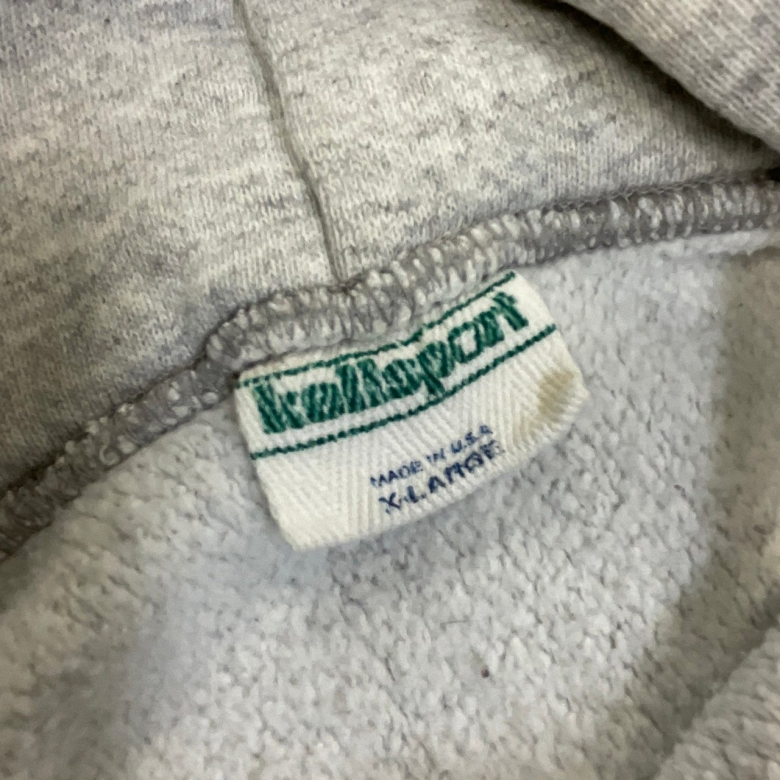 kellsport
MADE IN U.S.A.
X-LARGE